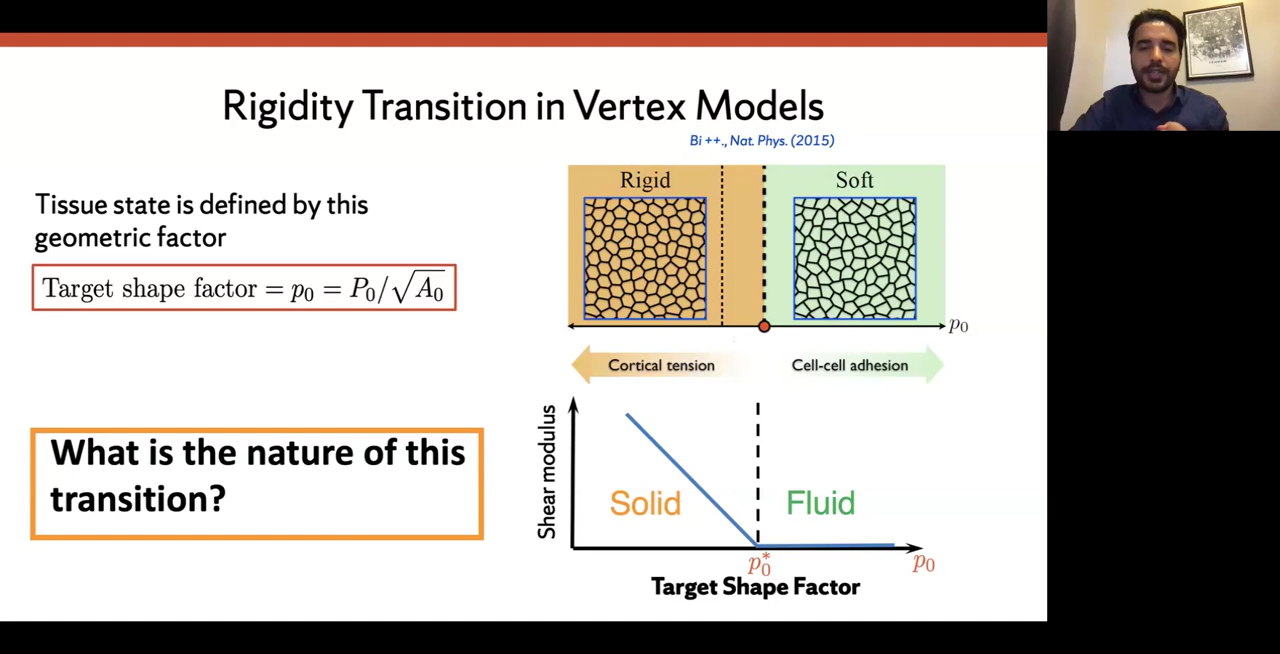 Rigidity Transition in Vertex Models
Bi ++., Nat. Phys. (2015)
Tissue state is defined by this
geometric factor
Target shape factor = p₀ = P₀/√A₀
What is the nature of this
transition?
Rigid
Soft
p₀
Cortical tension
Cell-cell adhesion
Shear modulus
Solid
Fluid
p₀*
p₀
Target Shape Factor